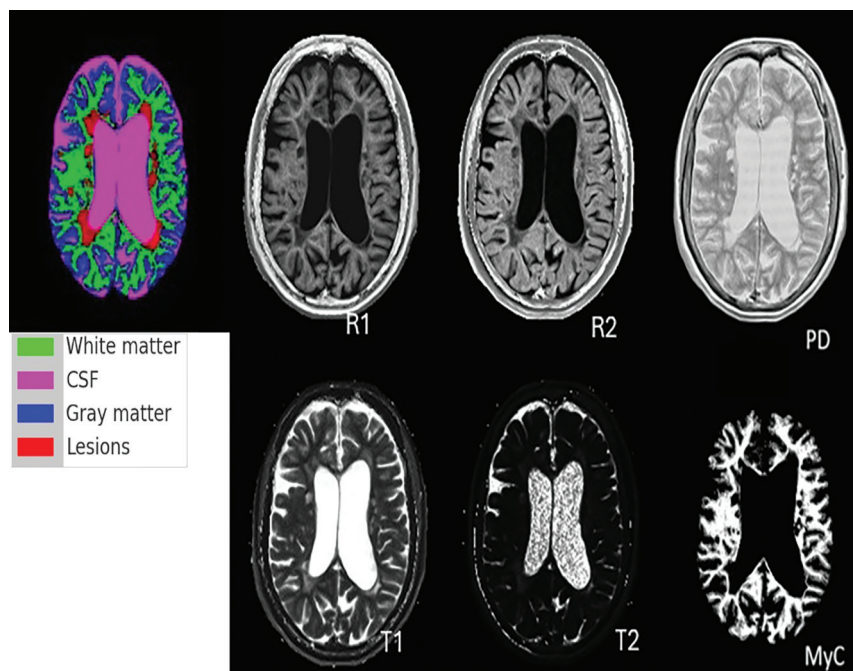 R1
R2
PD
White matter
CSF
Gray matter
Lesions
T1
T2
MyC